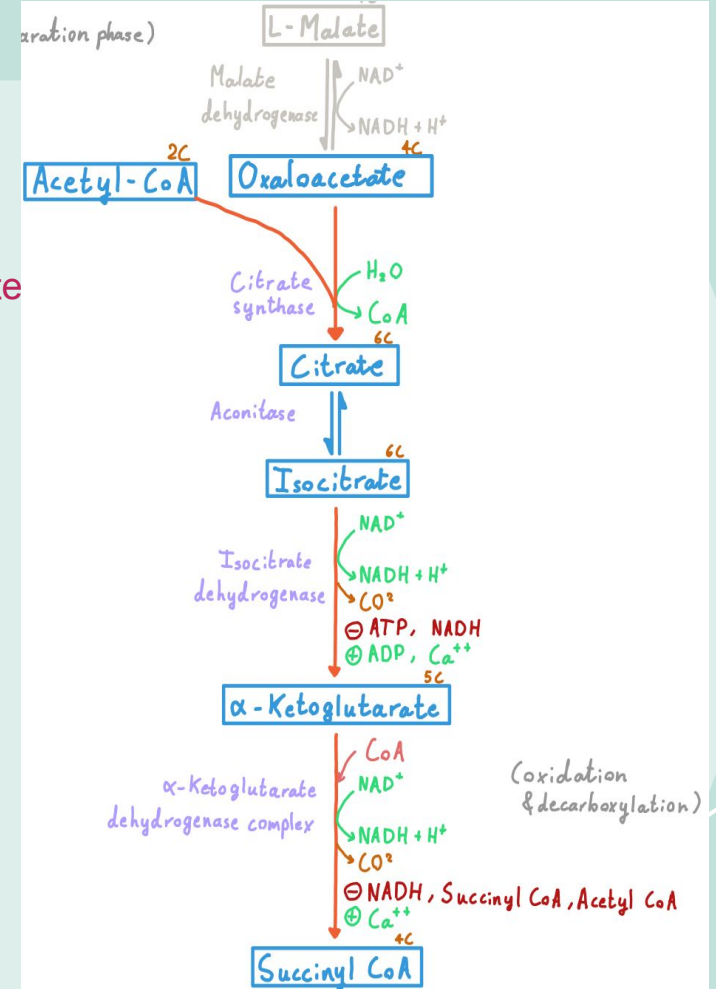 aration phase)
L-Malate
Malate
dehydrogenase
NAD⁺
NADH + H⁺
2C
4C
Acetyl-CoA
Oxaloacetate
te
Citrate
synthase
H₂O
CoA
6C
Citrate
Aconitase
6C
Isocitrate
Isocitrate
dehydrogenase
NAD⁺
NADH + H⁺
CO²
⊖ ATP, NADH
⊕ ADP, Ca⁺⁺
5C
α-Ketoglutarate
α-Ketoglutarate
dehydrogenase complex
CoA
NAD⁺
NADH + H⁺
CO²
(oxidation
&decarboxylation)
⊖ NADH, Succinyl CoA, Acetyl CoA
⊕ Ca⁺⁺
4C
Succinyl CoA